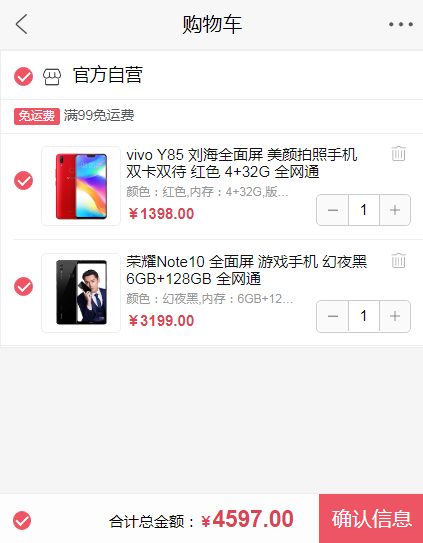 购物车
官方自营
免运费 满99免运费
vivo Y85 刘海全面屏 美颜拍照手机
双卡双待 红色 4+32G 全网通
颜色：红色,内存：4+32G,版...
￥1398.00
1
荣耀Note10 全面屏 游戏手机 幻夜黑
6GB+128GB 全网通
颜色：幻夜黑,内存：6GB+12...
￥3199.00
1
合计总金额：￥4597.00
确认信息